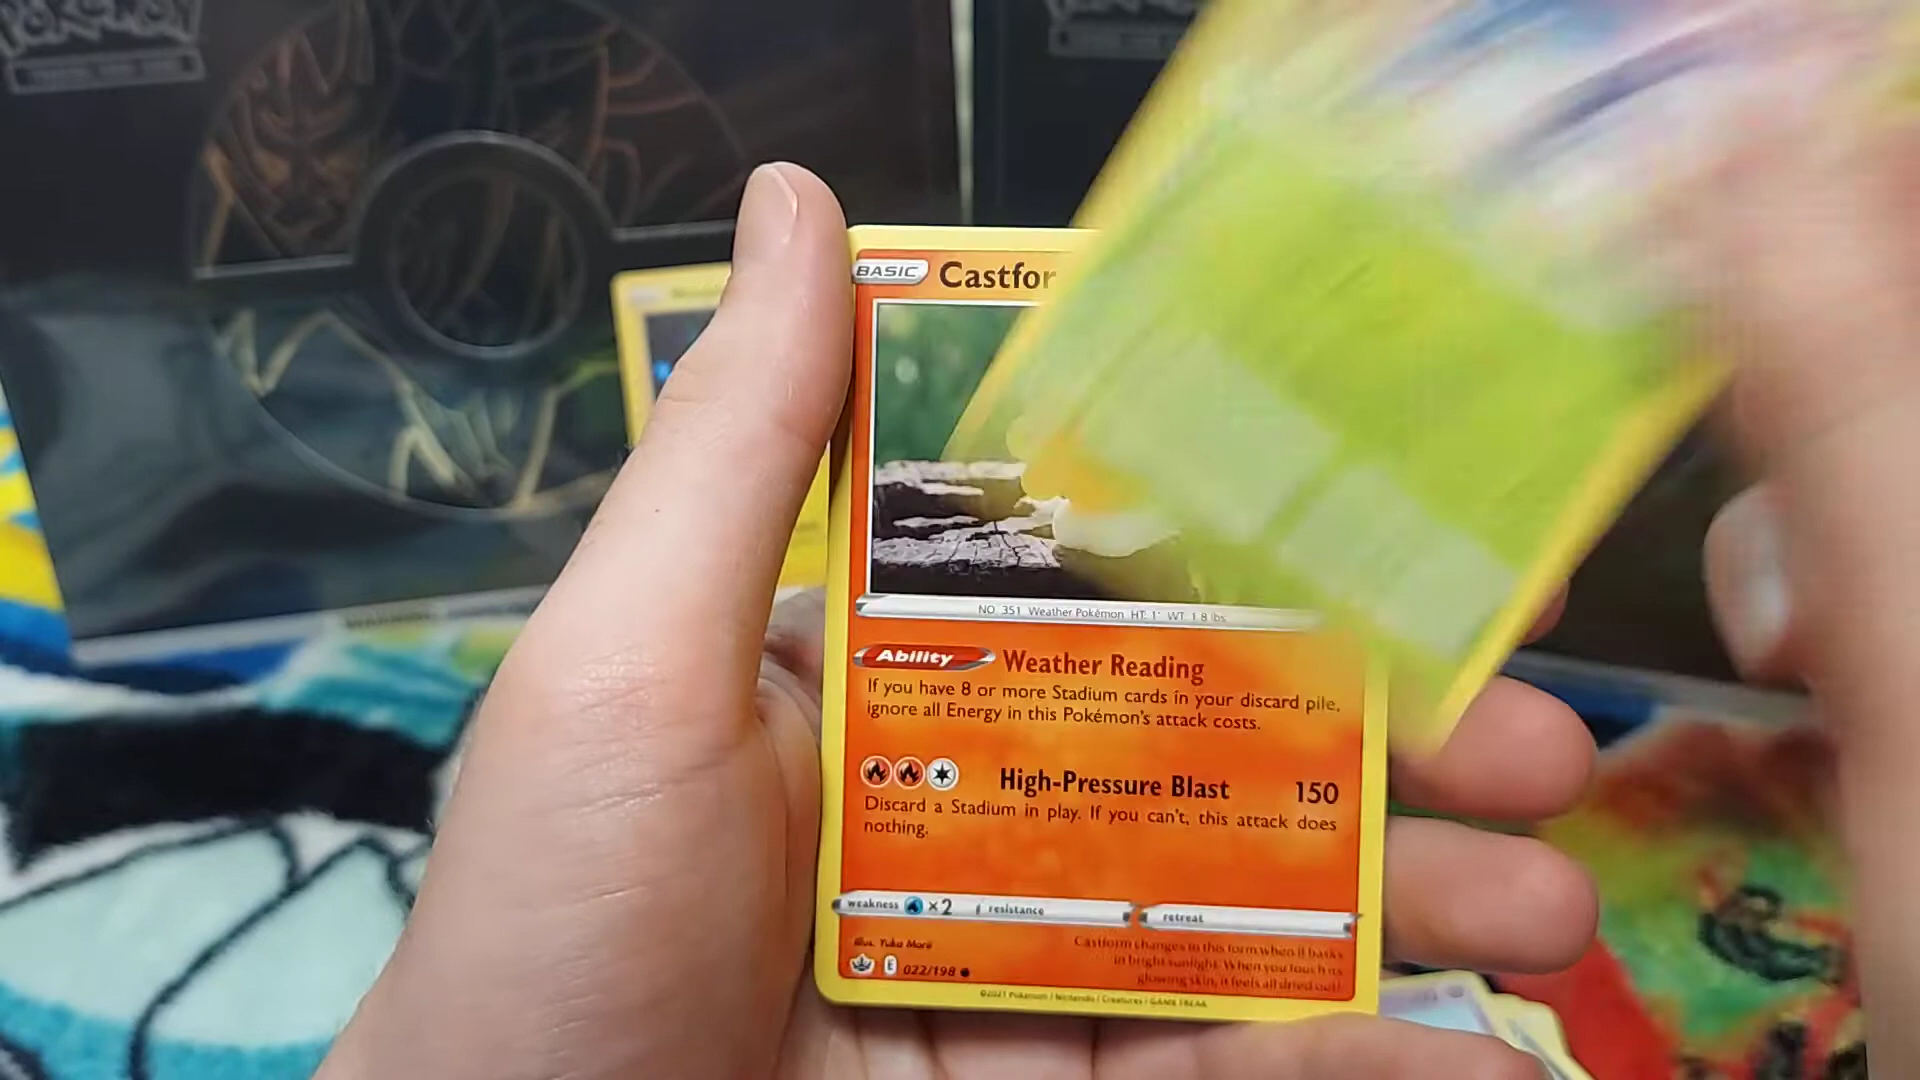 POKÉMON
BASIC Castfor
NO. 351 Weather Pokémon HT: 1' WT: 1.8 lbs
Ability Weather Reading
If you have 8 or more Stadium cards in your discard pile,
ignore all Energy in this Pokémon's attack costs.
High-Pressure Blast 150
Discard a Stadium in play. If you can't, this attack does
nothing.
weakness ×2 resistance retreat
Illus. Yuka Morii
Castform changes to this form when it basks
in bright sunlight. When you touch its
glowing skin, it feels all dried out!
E 022/198
©2021 Pokémon / Nintendo / Creatures / GAME FREAK